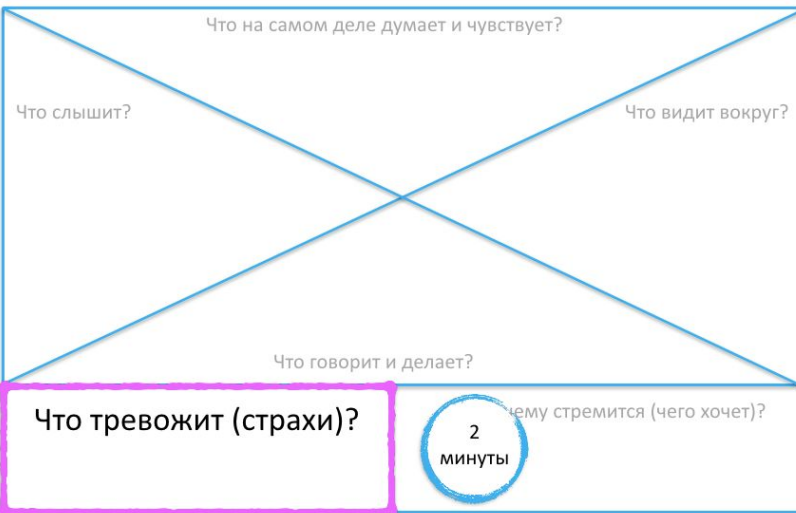 Что на самом деле думает и чувствует?
Что слышит?
Что видит вокруг?
Что говорит и делает?
Что тревожит (страхи)?
2
минуты
стремится (чего хочет)?